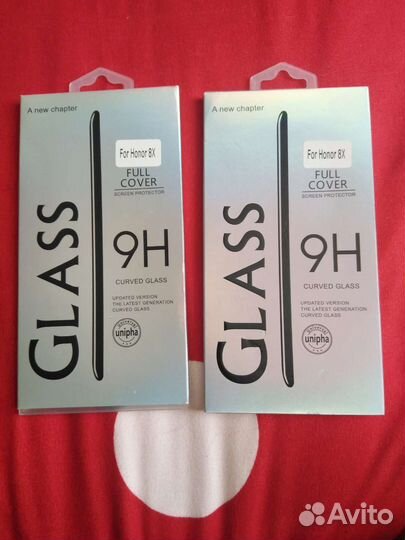 A new chapter
For Honor 8X
FULL
COVER
SCREEN PROTECTOR
GLASS
9H
CURVED GLASS
UPDATED VERSION
THE LATEST GENERATION
CURVED GLASS
unipha
A new chapter
For Honor 8X
FULL
COVER
SCREEN PROTECTOR
GLASS
9H
CURVED GLASS
UPDATED VERSION
THE LATEST GENERATION
CURVED GLASS
unipha
Avito